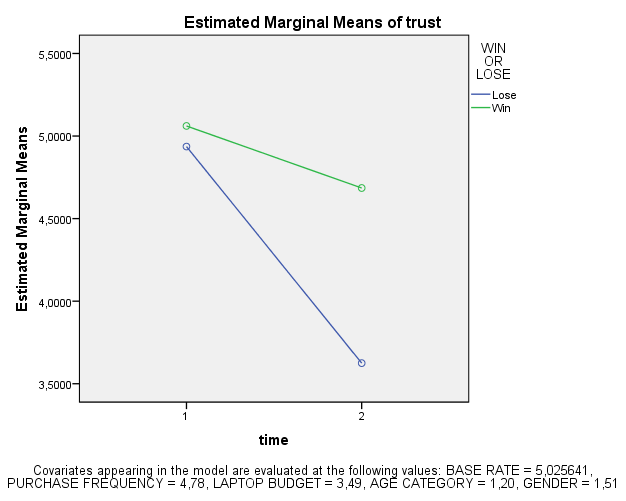 Estimated Marginal Means of trust
WIN
OR
LOSE
Lose
Win
Estimated Marginal Means
5,5000
5,0000
4,5000
4,0000
3,5000
1
2
time
Covariates appearing in the model are evaluated at the following values: BASE RATE = 5,025641,
PURCHASE FREQUENCY = 4,78, LAPTOP BUDGET = 3,49, AGE CATEGORY = 1,20, GENDER = 1,51